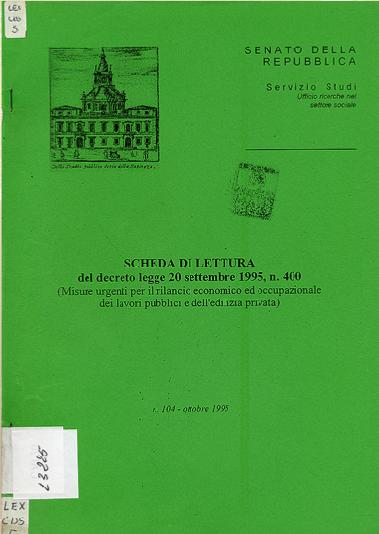 LEX
CDS
SENATO DELLA
REPUBBLICA
Servizio Studi
Ufficio ricerche nel
settore sociale
SCHEDA DI LETTURA
del decreto legge 20 settembre 1995, n. 400
(Misure urgenti per il rilancio economico ed occupazionale
dei lavori pubblici e dell'edilizia privata)
n. 104 - ottobre 1995
13225
LEX
CDS